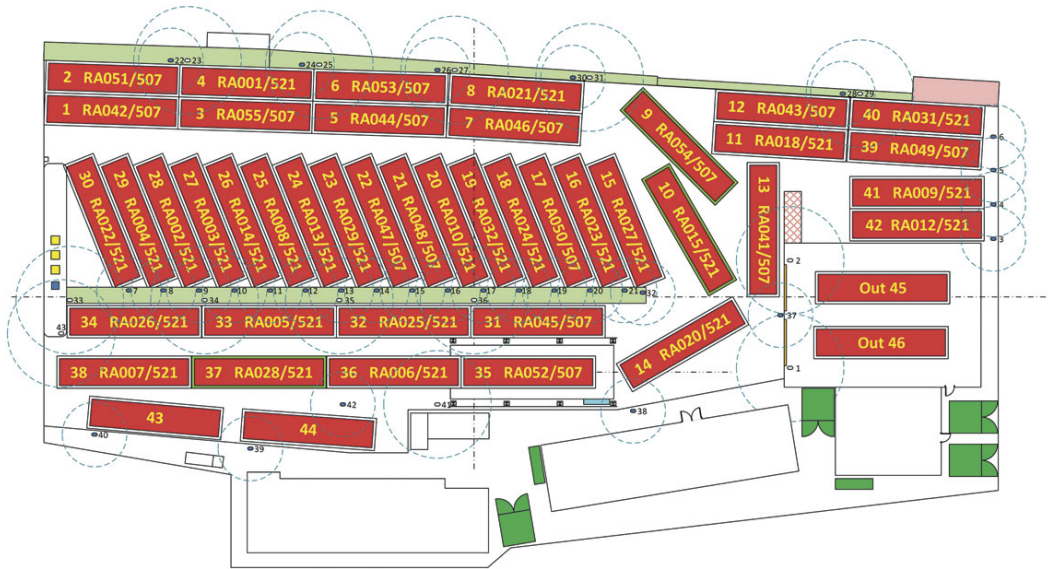 22 23
24 25
26 27
30 31
28 29
2 RA051/507
4 RA001/521
6 RA053/507
8 RA021/521
1 RA042/507
3 RA055/507
5 RA044/507
7 RA046/507
9 RA054/507
12 RA043/507
40 RA031/521
11 RA018/521
39 RA049/507
6
5
4
3
10 RA015/521
13 RA041/507
41 RA009/521
42 RA012/521
30 RA022/521
29 RA004/521
28 RA002/521
27 RA003/521
26 RA014/521
25 RA008/521
24 RA013/521
23 RA029/521
22 RA047/507
21 RA048/507
20 RA010/521
19 RA032/521
18 RA024/521
17 RA050/507
16 RA023/521
15 RA027/521
2
Out 45
7 8 9 10 11 12 13 14 15 16 17 18 19 20 21 32
33 34 35 36
37
34 RA026/521
33 RA005/521
32 RA025/521
31 RA045/507
43
14 RA020/521
Out 46
38 RA007/521
37 RA028/521
36 RA006/521
35 RA052/507
1
42
41
38
43
44
40
39